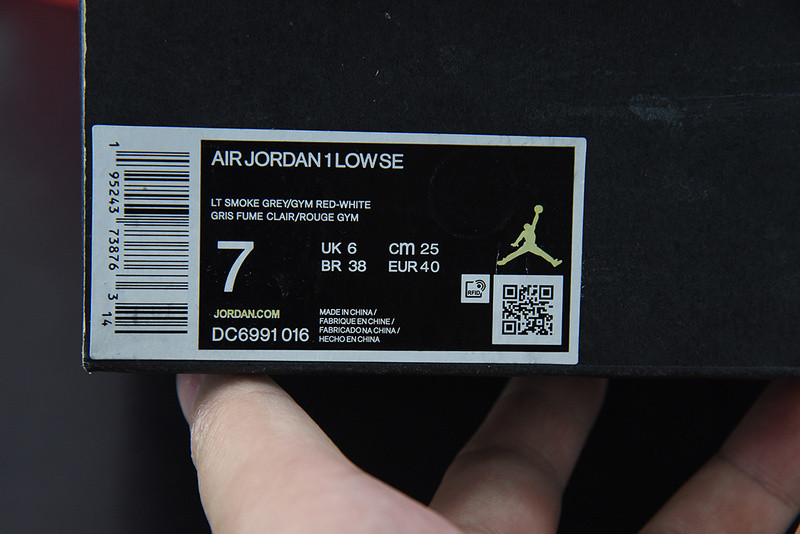 AIR JORDAN 1 LOW SE
LT SMOKE GREY/GYM RED-WHITE
GRIS FUME CLAIR/ROUGE GYM
7
UK 6 cm 25
BR 38 EUR 40
RFID
JORDAN.COM
DC6991 016
MADE IN CHINA /
FABRIQUE EN CHINE /
FABRICADO NA CHINA /
HECHO EN CHINA
1 95243 73876 3 14